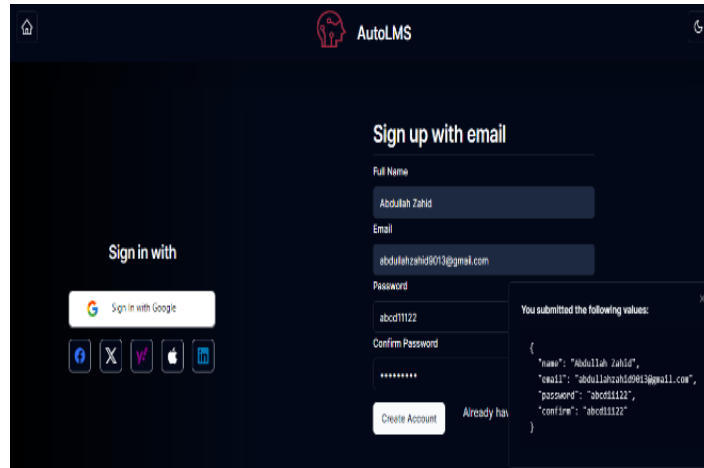 AutoLMS
Sign in with
Sign in with Google
Sign up with email
Full Name
Abdullah Zahid
Email
abdullahzahid9013@gmail.com
Password
abcd11122
Confirm Password
•••••••••
Create Account
Already hav
You submitted the following values:
{
"name": "Abdullah Zahid",
"email": "abdullahzahid9013@gmail.com",
"password": "abcd11122",
"confirm": "abcd11122"
}